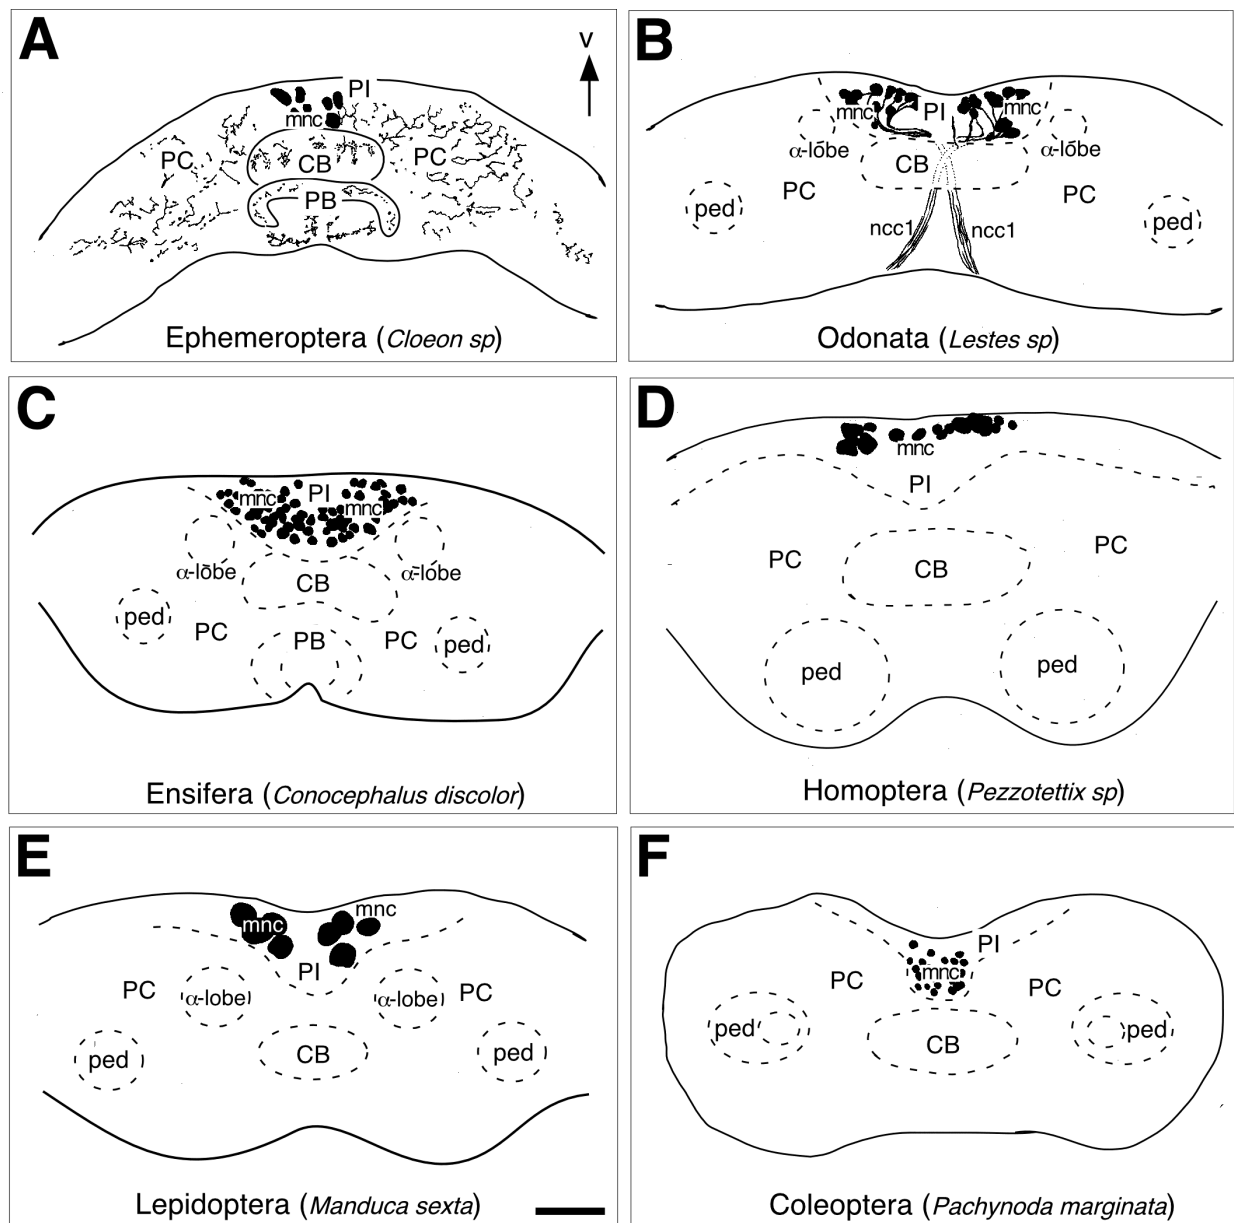 A
v
PI
mnc
PC
CB
PC
PB
Ephemeroptera (Cloeon sp)
B
mnc
PI
mnc
α-lobe
CB
α-lobe
PC
PC
ped
ped
ncc1
ncc1
Odonata (Lestes sp)
C
mnc
PI
mnc
α-lobe
CB
α-lobe
ped
PC
PB
PC
ped
Ensifera (Conocephalus discolor)
D
mnc
PI
PC
PC
CB
ped
ped
Homoptera (Pezzotettix sp)
E
mnc
mnc
PI
PC
α-lobe
α-lobe
PC
ped
CB
ped
Lepidoptera (Manduca sexta)
F
PI
mnc
PC
PC
ped
ped
CB
Coleoptera (Pachynoda marginata)